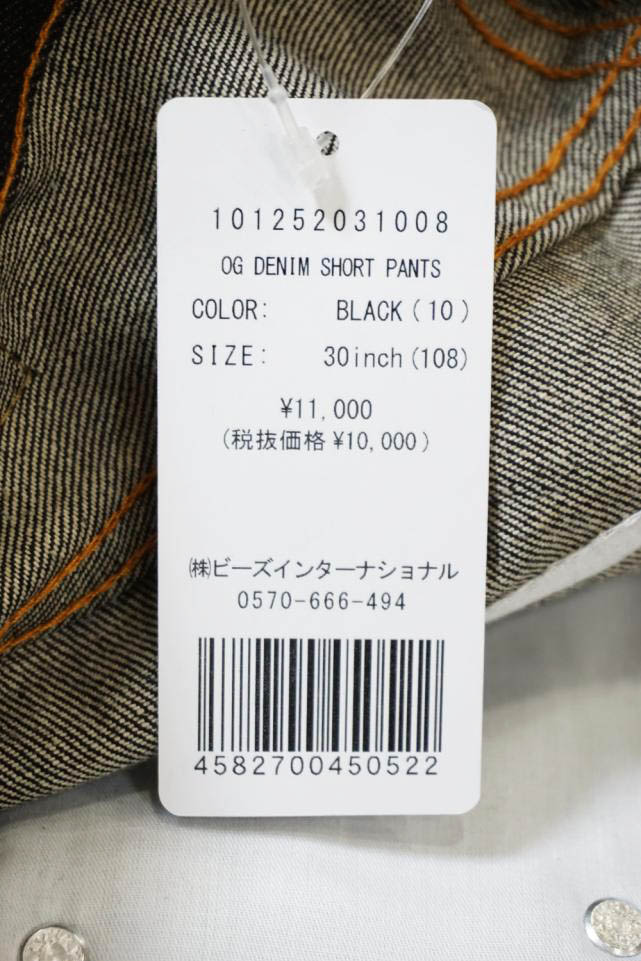 101252031008
OG DENIM SHORT PANTS
COLOR: BLACK(10)
SIZE: 30inch(108)
¥11,000
(税抜価格¥10,000)
㈱ビーズインターナショナル
0570-666-494
4582700450522